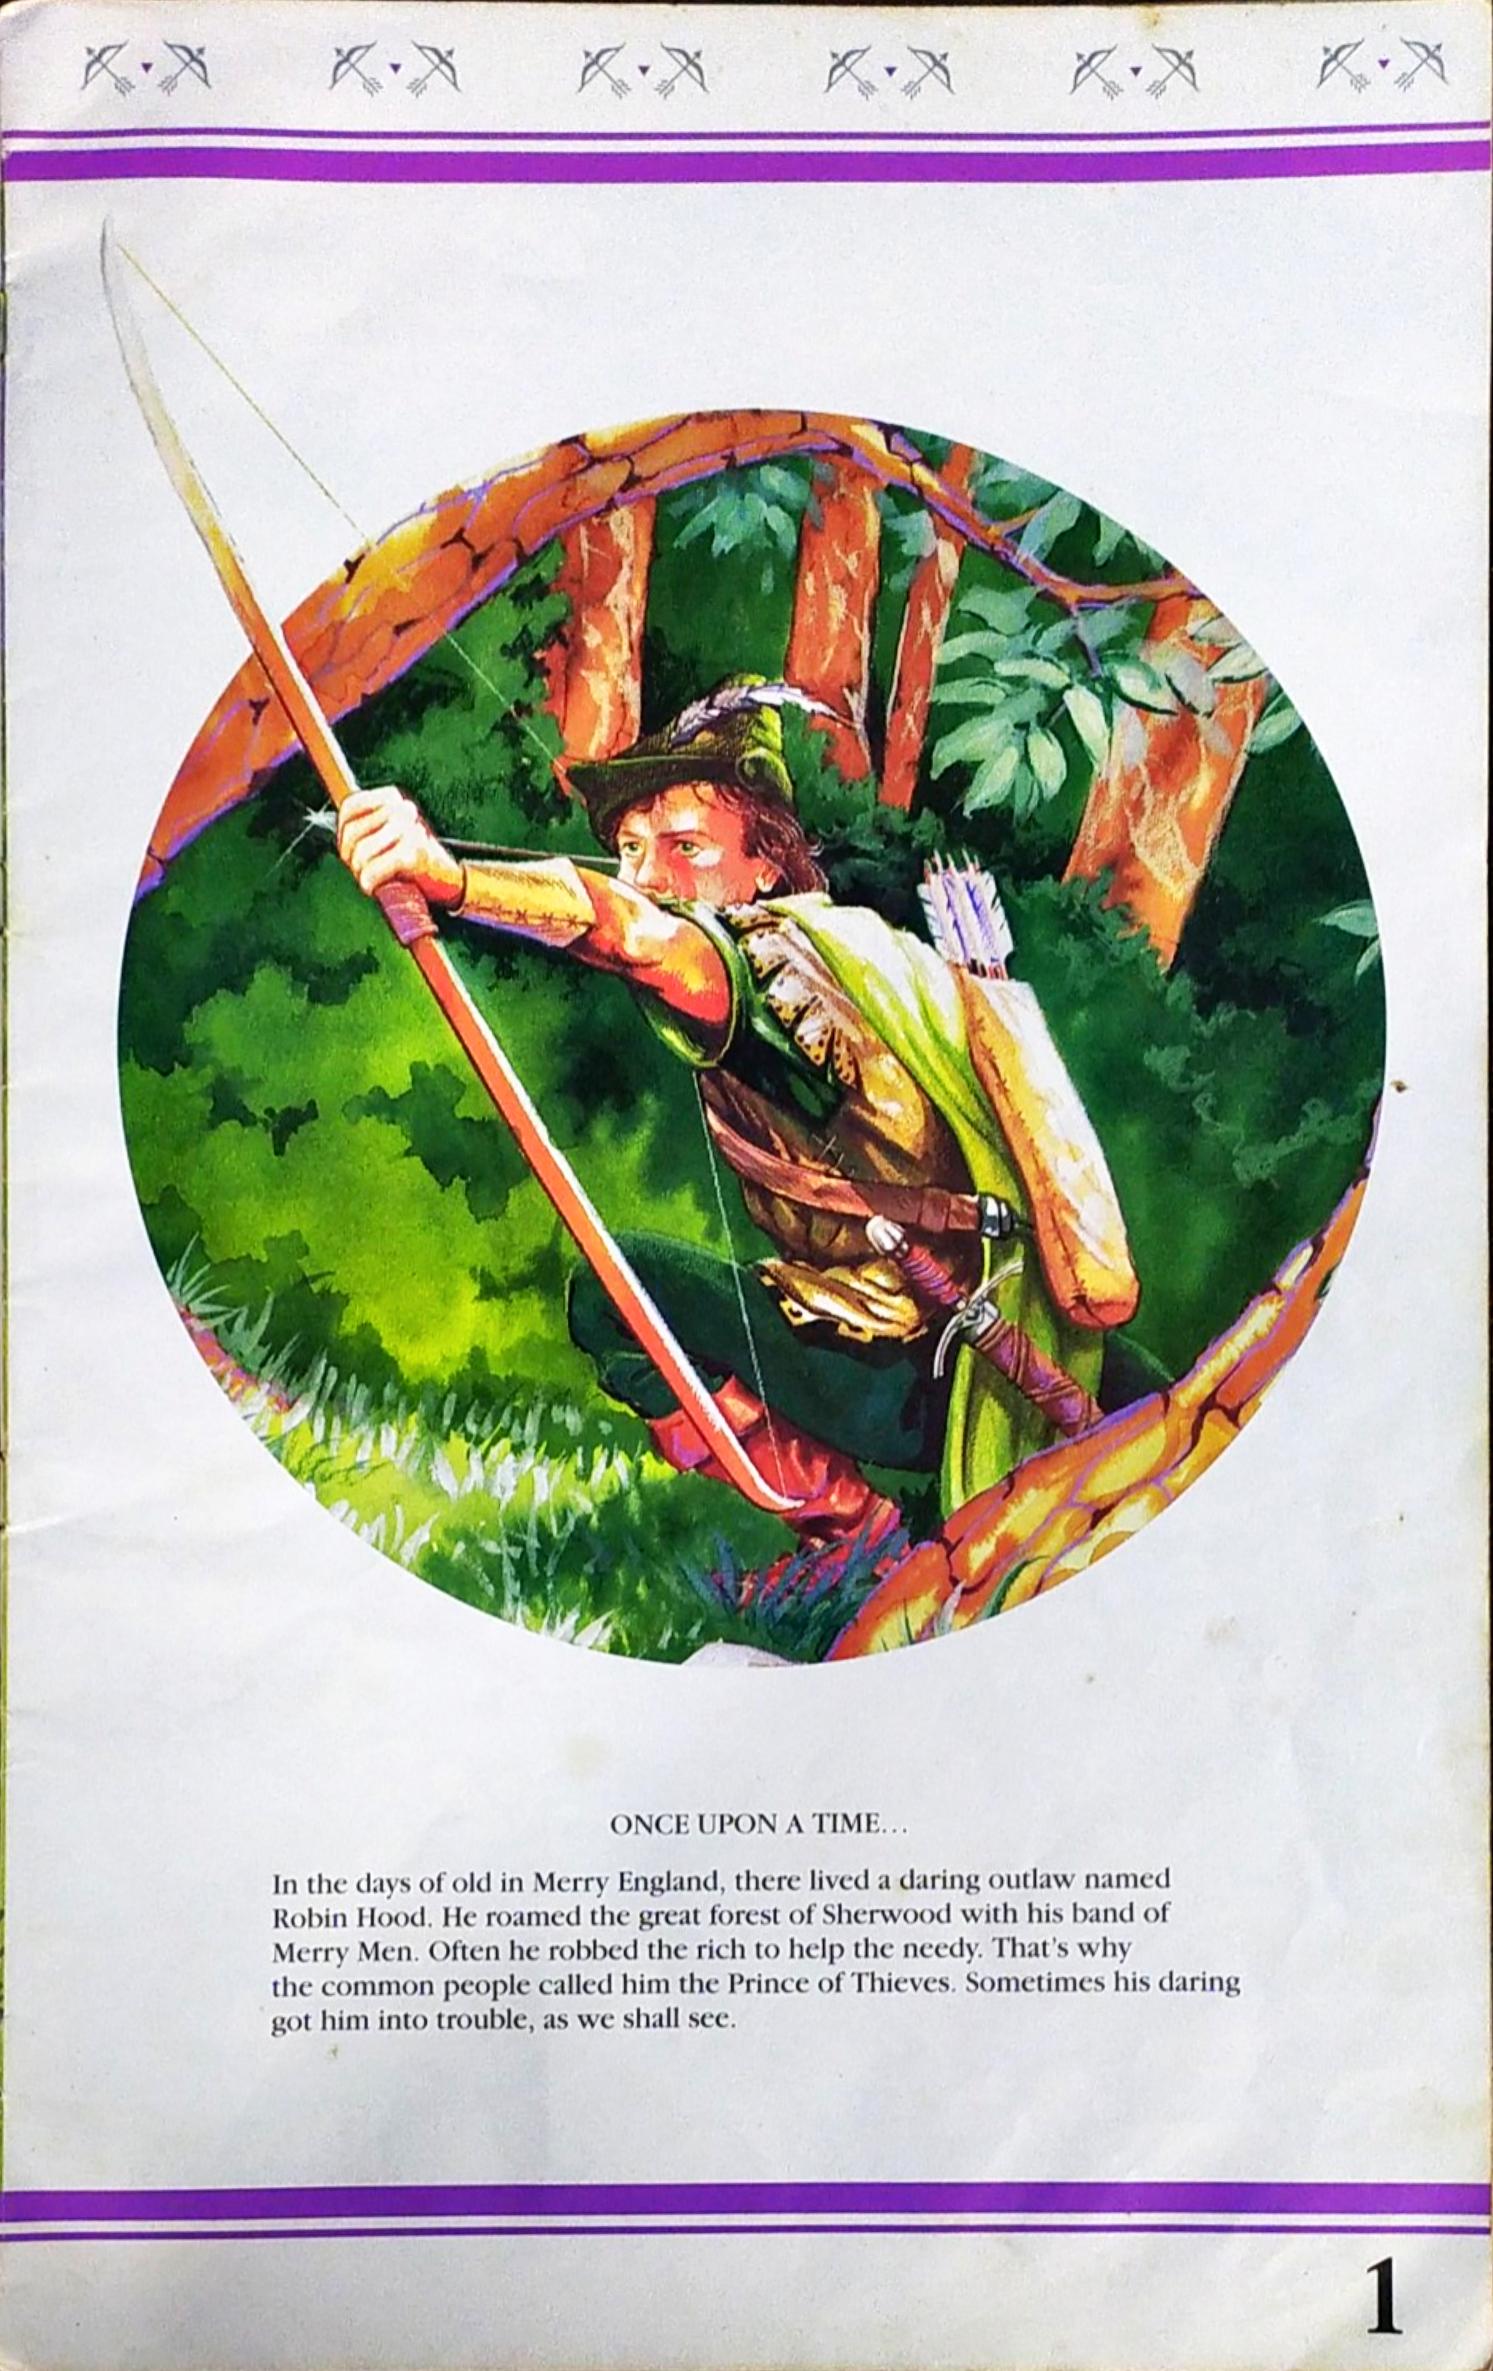 ONCE UPON A TIME...
In the days of old in Merry England, there lived a daring outlaw named
Robin Hood. He roamed the great forest of Sherwood with his band of
Merry Men. Often he robbed the rich to help the needy. That's why
the common people called him the Prince of Thieves. Sometimes his daring
got him into trouble, as we shall see.
1